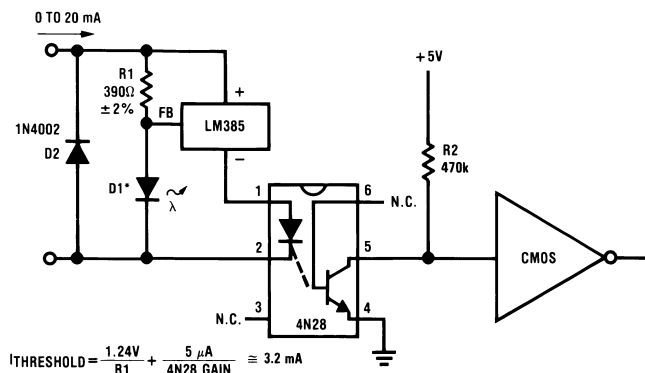 0 TO 20 mA
+5V
R1
390Ω
±2%
FB
+
LM385
−
1N4002
D2
D1*
λ
R2
470k
1
6
N.C.
2
5
CMOS
3
N.C.
4
4N28
ITHRESHOLD = 1.24V / R1 + 5 μA / 4N28 GAIN ≅ 3.2 mA